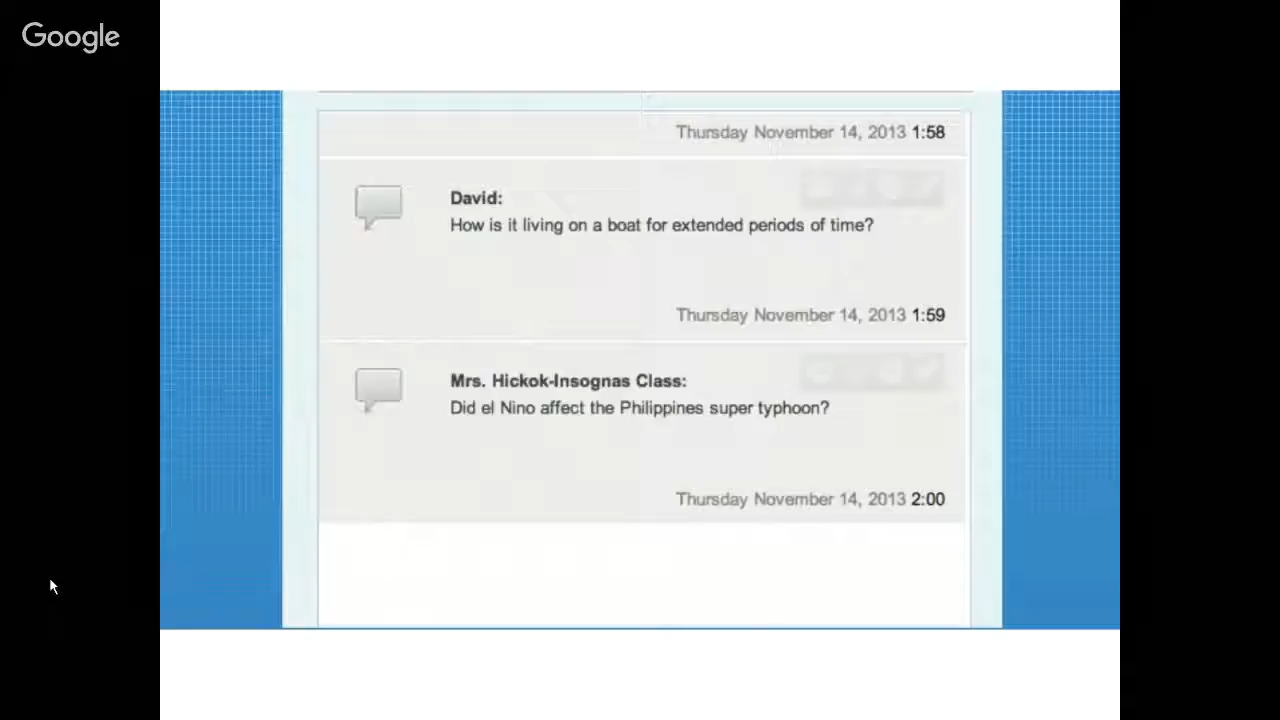 Google
Thursday November 14, 2013 1:58
David:
How is it living on a boat for extended periods of time?
Thursday November 14, 2013 1:59
Mrs. Hickok-Insognas Class:
Did el Nino affect the Philippines super typhoon?
Thursday November 14, 2013 2:00